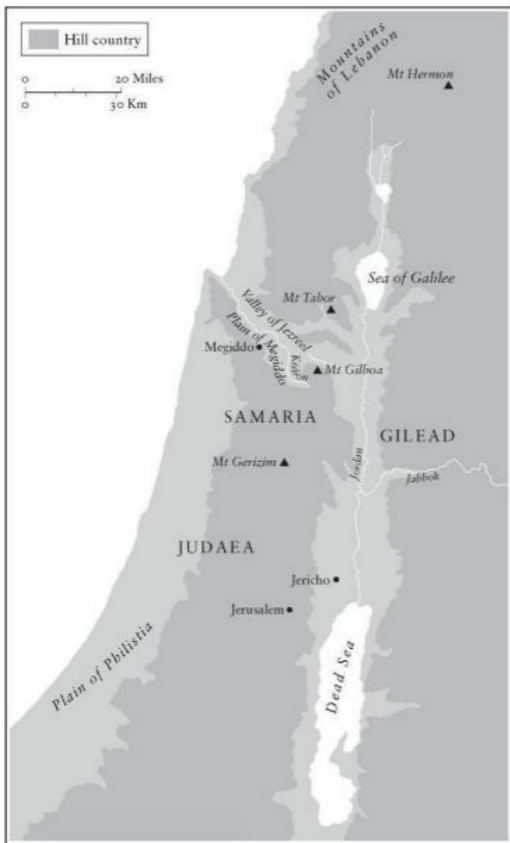 Hill country
0 20 Miles
0 30 Km
Mountains
of Lebanon
Mt Hermon
Sea of Galilee
Mt Tabor
Valley of Jezreel
Plain of Megiddo
Megiddo
Kishon
Mt Gilboa
SAMARIA
GILEAD
Mt Gerizim
Jordan
Jabbok
JUDAEA
Jericho
Jerusalem
Plain of Philistia
Dead Sea